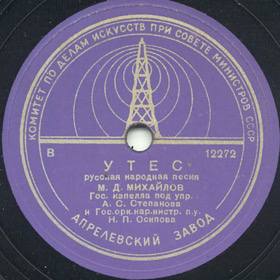 КОМИТЕТ ПО ДЕЛАМ ИСКУССТВ ПРИ СОВЕТЕ МИНИСТРОВ СССР
В 12272
УТЕС
русская народная песня
М. Д. МИХАЙЛОВ
Гос. капелла под упр.
А. С. Степанова
и Гос.орк.нар.инстр. п.у.
Н. П. Осипова
АПРЕЛЕВСКИЙ ЗАВОД